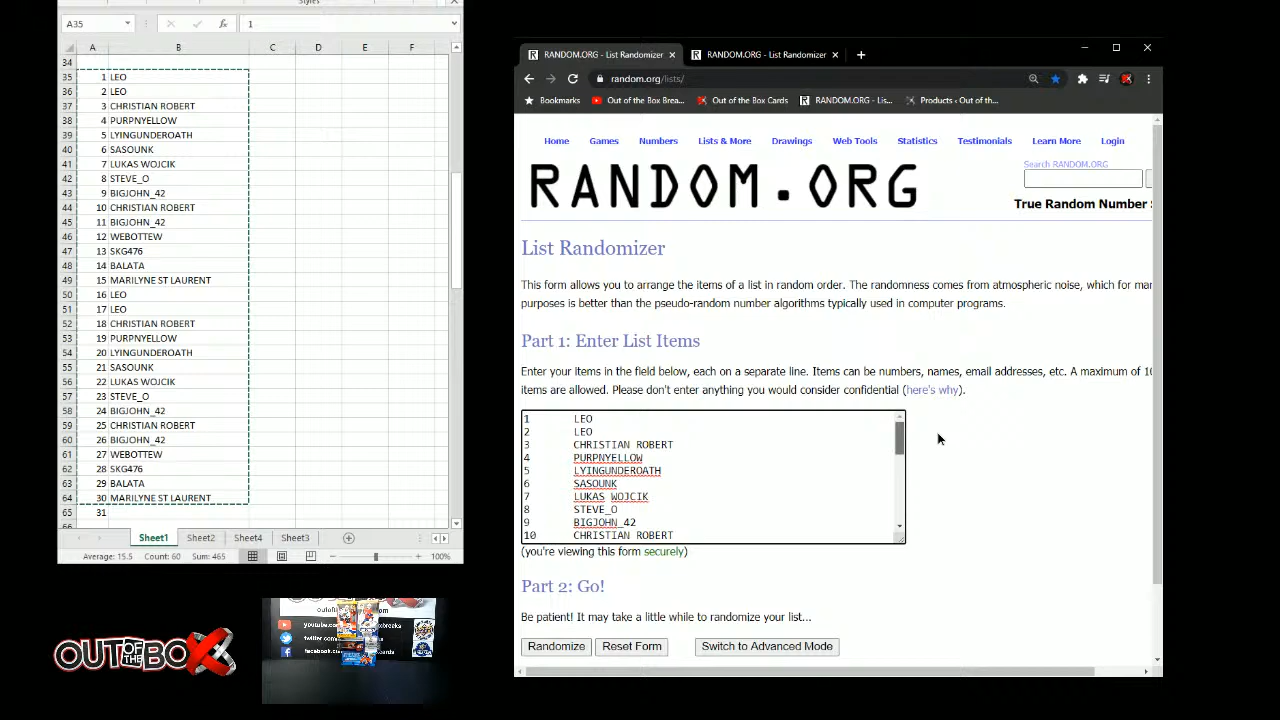 Styles
A35 1
A B C D E F
34
35 1 LEO
36 2 LEO
37 3 CHRISTIAN ROBERT
38 4 PURPNYELLOW
39 5 LYINGUNDEROATH
40 6 SASOUNK
41 7 LUKAS WOJCIK
42 8 STEVE_O
43 9 BIGJOHN_42
44 10 CHRISTIAN ROBERT
45 11 BIGJOHN_42
46 12 WEBOTTEW
47 13 SKG476
48 14 BALATA
49 15 MARILYNE ST LAURENT
50 16 LEO
51 17 LEO
52 18 CHRISTIAN ROBERT
53 19 PURPNYELLOW
54 20 LYINGUNDEROATH
55 21 SASOUNK
56 22 LUKAS WOJCIK
57 23 STEVE_O
58 24 BIGJOHN_42
59 25 CHRISTIAN ROBERT
60 26 BIGJOHN_42
61 27 WEBOTTEW
62 28 SKG476
63 29 BALATA
64 30 MARILYNE ST LAURENT
65 31
66
Sheet1 Sheet2 Sheet4 Sheet3
Average: 15.5 Count: 60 Sum: 465 100%
OUT OF THE BOX
youtube.com
twitter.com
facebook.c
RANDOM.ORG - List Randomizer RANDOM.ORG - List Randomizer
random.org/lists/
Bookmarks Out of the Box Brea... Out of the Box Cards RANDOM.ORG - Lis... Products ‹ Out of th...
Home Games Numbers Lists & More Drawings Web Tools Statistics Testimonials Learn More Login
RANDOM.ORG
Search RANDOM.ORG
True Random Number S
List Randomizer
This form allows you to arrange the items of a list in random order. The randomness comes from atmospheric noise, which for mar
purposes is better than the pseudo-random number algorithms typically used in computer programs.
Part 1: Enter List Items
Enter your items in the field below, each on a separate line. Items can be numbers, names, email addresses, etc. A maximum of 10
items are allowed. Please don't enter anything you would consider confidential (here's why).
1 LEO
2 LEO
3 CHRISTIAN ROBERT
4 PURPNYELLOW
5 LYINGUNDEROATH
6 SASOUNK
7 LUKAS WOJCIK
8 STEVE_O
9 BIGJOHN_42
10 CHRISTIAN ROBERT
(you're viewing this form securely)
Part 2: Go!
Be patient! It may take a little while to randomize your list...
Randomize Reset Form Switch to Advanced Mode